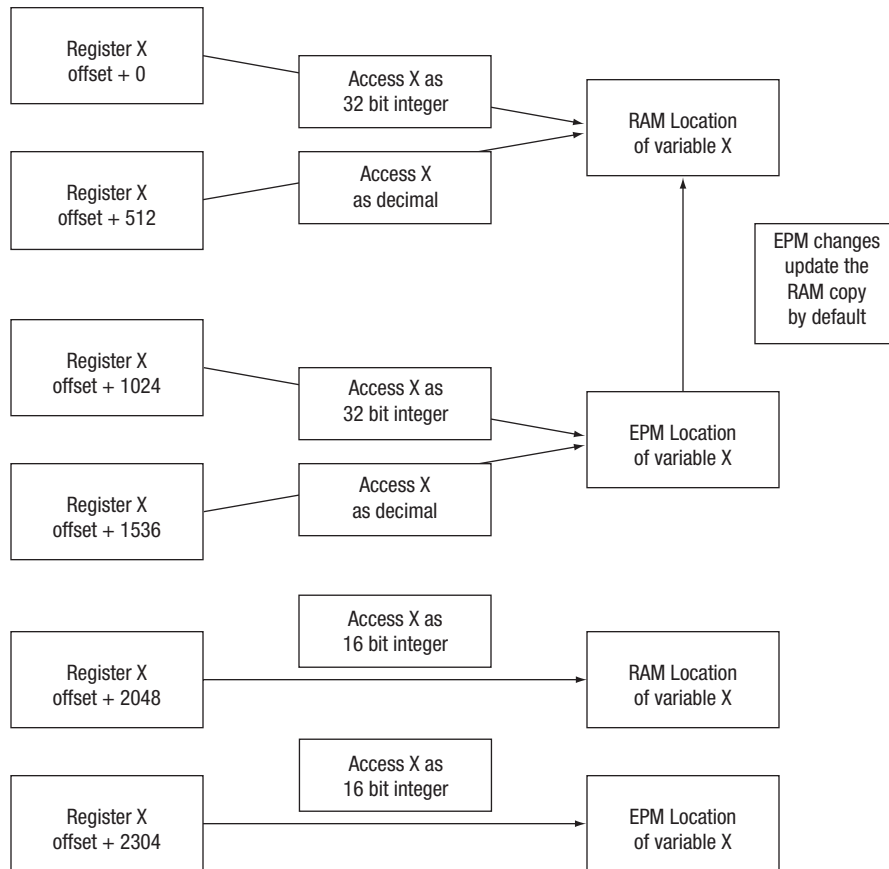 Register X
offset + 0
Access X as
32 bit integer
RAM Location
of variable X
Register X
offset + 512
Access X
as decimal
EPM changes
update the
RAM copy
by default
Register X
offset + 1024
Access X as
32 bit integer
EPM Location
of variable X
Register X
offset + 1536
Access X
as decimal
Access X as
16 bit integer
Register X
offset + 2048
RAM Location
of variable X
Access X as
16 bit integer
Register X
offset + 2304
EPM Location
of variable X